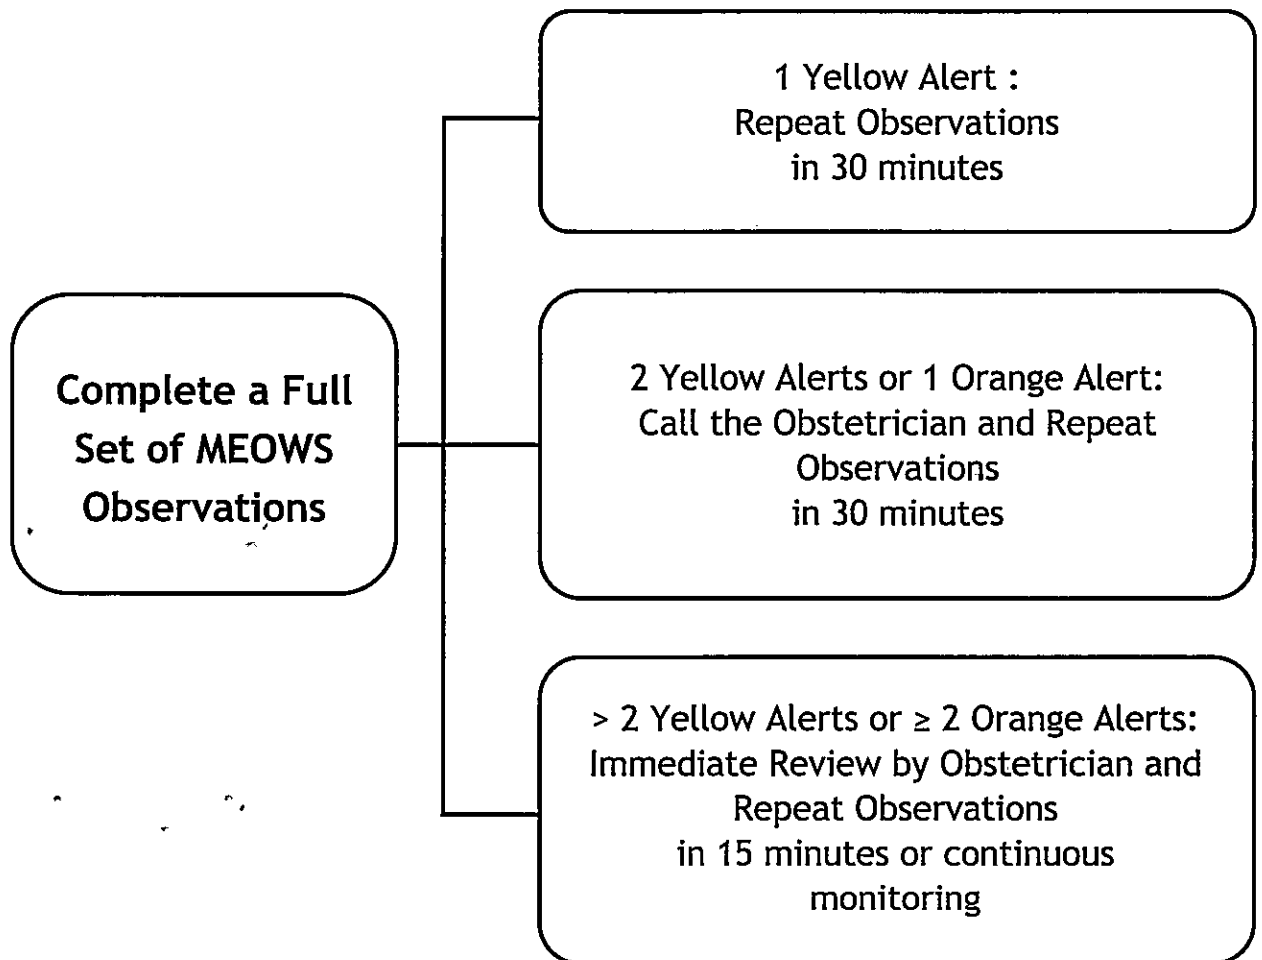 1 Yellow Alert :
Repeat Observations
in 30 minutes
Complete a Full
Set of MEOWS
Observations
2 Yellow Alerts or 1 Orange Alert:
Call the Obstetrician and Repeat
Observations
in 30 minutes
> 2 Yellow Alerts or ≥ 2 Orange Alerts:
Immediate Review by Obstetrician and
Repeat Observations
in 15 minutes or continuous
monitoring